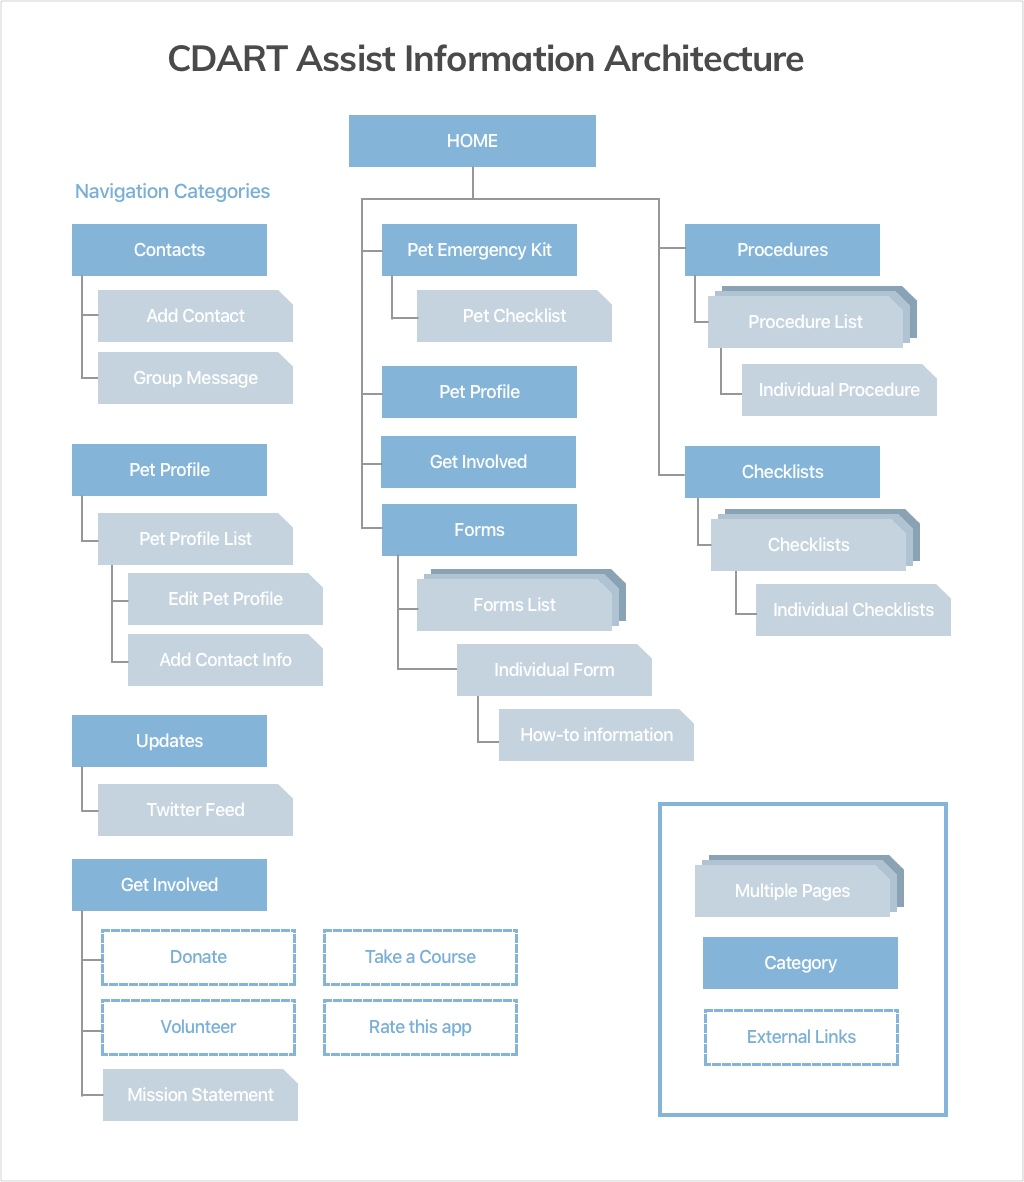 CDART Assist Information Architecture
HOME
Navigation Categories
Contacts
Add Contact
Group Message
Pet Profile
Pet Profile List
Edit Pet Profile
Add Contact Info
Updates
Twitter Feed
Get Involved
Donate
Take a Course
Volunteer
Rate this app
Mission Statement
Pet Emergency Kit
Pet Checklist
Pet Profile
Get Involved
Forms
Forms List
Individual Form
How-to information
Procedures
Procedure List
Individual Procedure
Checklists
Checklists
Individual Checklists
Multiple Pages
Category
External Links